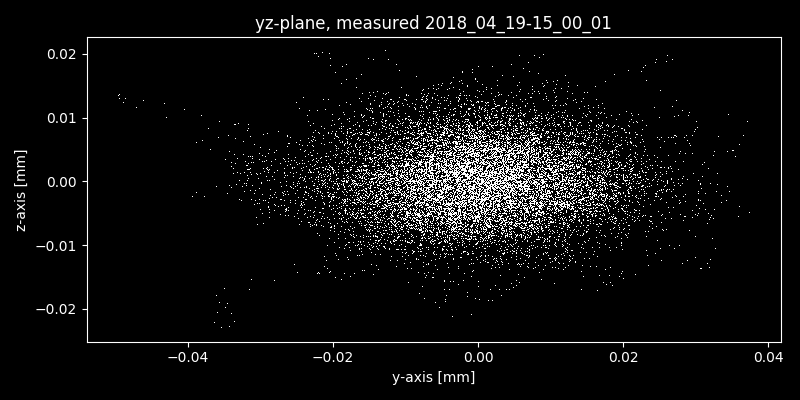 yz-plane, measured 2018_04_19-15_00_01
0.02
0.01
0.00
−0.01
−0.02
z-axis [mm]
−0.04 −0.02 0.00 0.02 0.04
y-axis [mm]